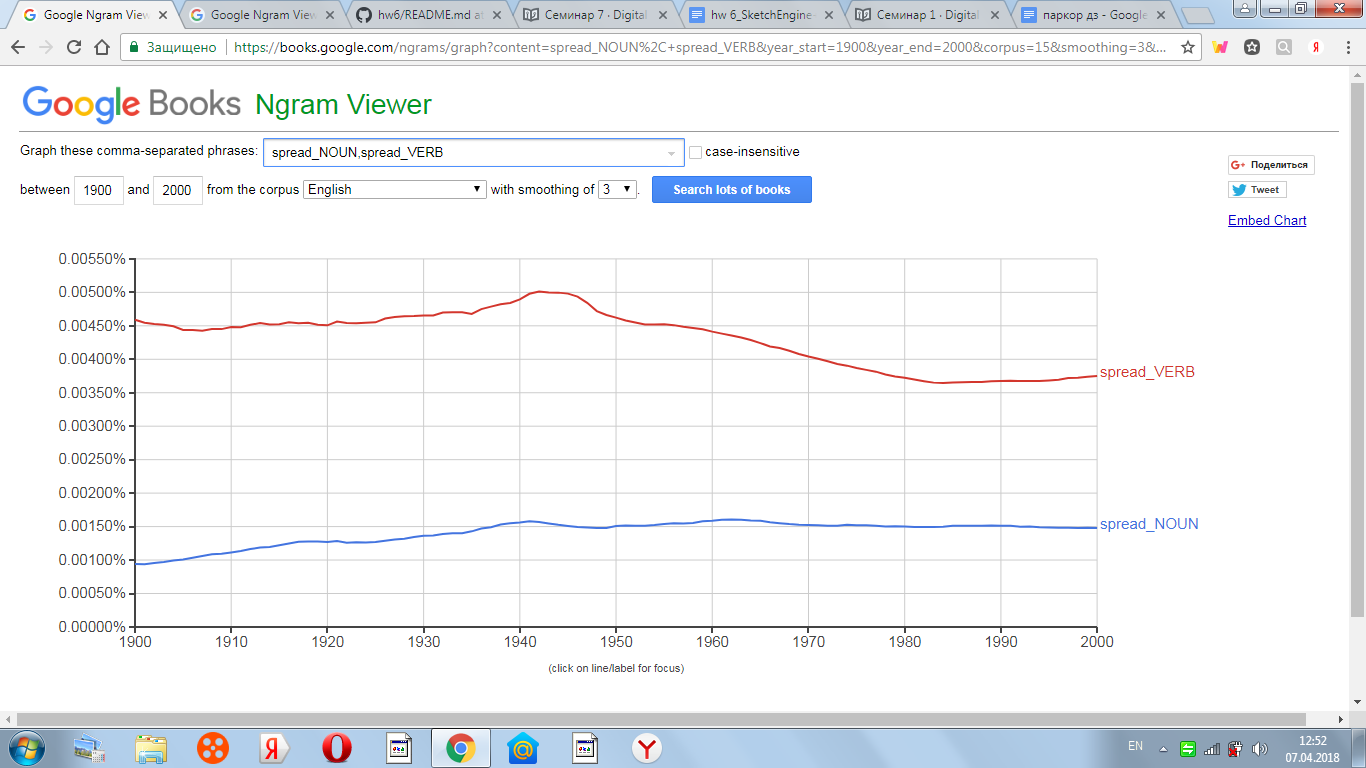 Google Ngram View
Google Ngram View
hw6/README.md at
Семинар 7 · Digital
hw 6_SketchEngine-
Семинар 1 · Digital
паркор дз - Google
Защищено
https://books.google.com/ngrams/graph?content=spread_NOUN%2C+spread_VERB&year_start=1900&year_end=2000&corpus=15&smoothing=3&...
Google Books Ngram Viewer
Graph these comma-separated phrases: spread_NOUN,spread_VERB case-insensitive
between 1900 and 2000 from the corpus English with smoothing of 3 . Search lots of books
G+ Поделиться
Tweet
Embed Chart
0.00550%
0.00500%
0.00450%
0.00400%
0.00350%
0.00300%
0.00250%
0.00200%
0.00150%
0.00100%
0.00050%
0.00000%
spread_VERB
spread_NOUN
1900 1910 1920 1930 1940 1950 1960 1970 1980 1990 2000
(click on line/label for focus)
EN
12:52
07.04.2018